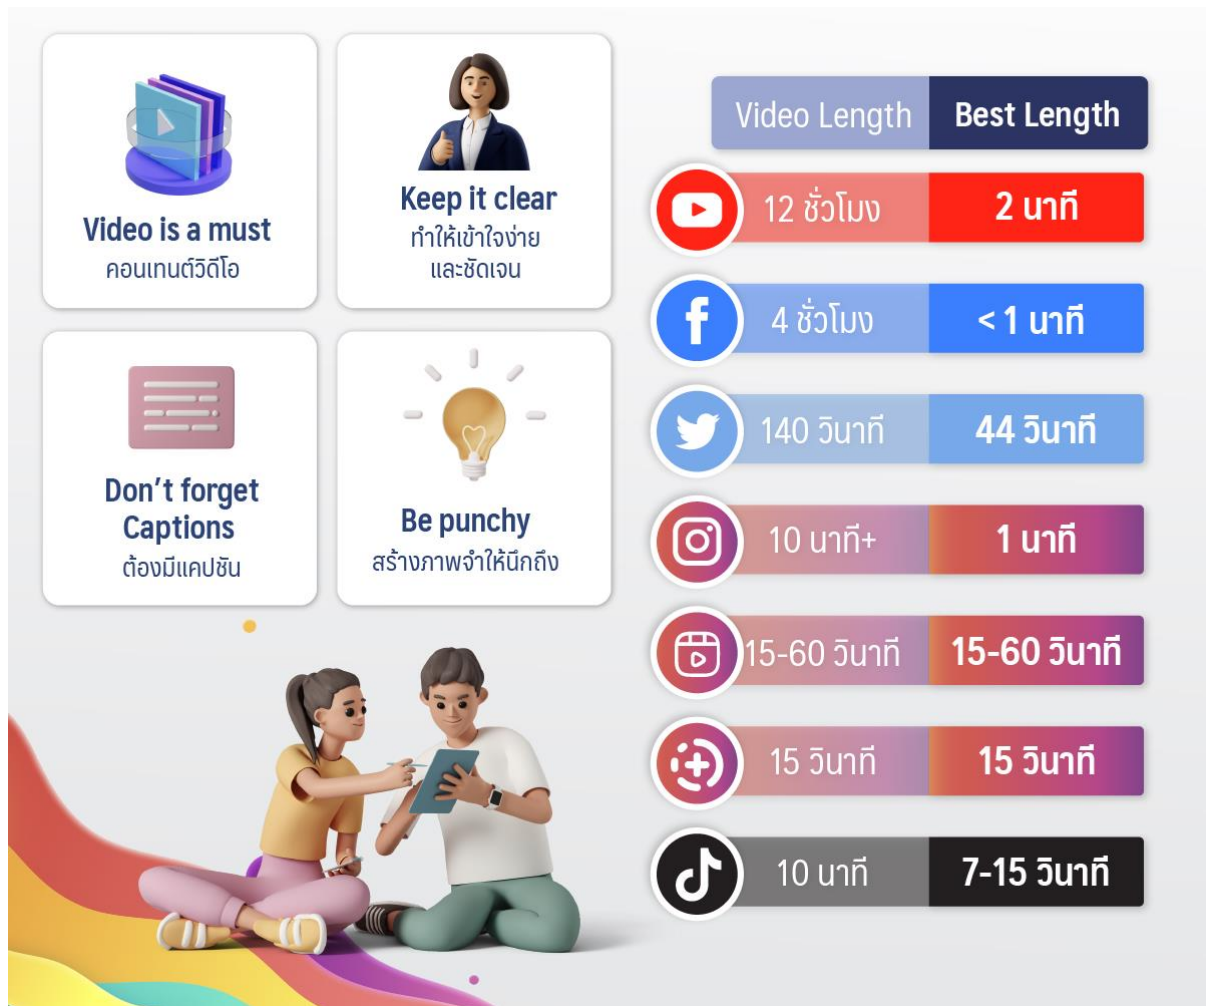 Video is a must
คอนเทนต์วิดีโอ
Keep it clear
ทำให้เข้าใจง่าย
และชัดเจน
Don't forget
Captions
ต้องมีแคปชัน
Be punchy
สร้างภาพจำให้นึกถึง
Video Length Best Length
12 ชั่วโมง 2 นาที
4 ชั่วโมง < 1 นาที
140 วินาที 44 วินาที
10 นาที+ 1 นาที
15-60 วินาที 15-60 วินาที
15 วินาที 15 วินาที
10 นาที 7-15 วินาที